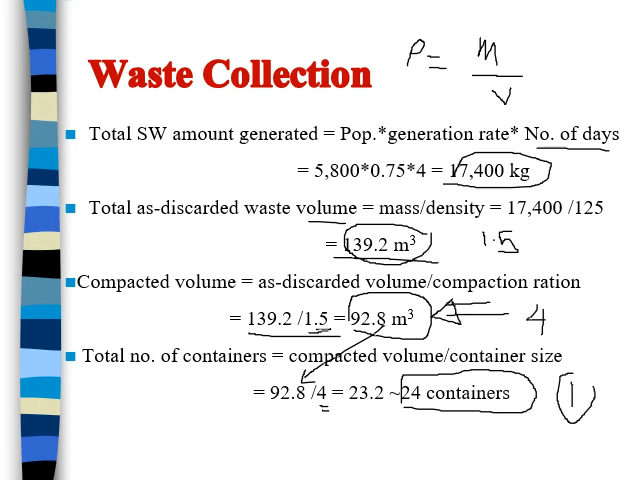 Waste Collection
ρ = m
v
Total SW amount generated = Pop.*generation rate* No. of days
= 5,800*0.75*4 = 17,400 kg
Total as-discarded waste volume = mass/density = 17,400 /125
= 139.2 m³
1.5
Compacted volume = as-discarded volume/compaction ration
= 139.2 /1.5 = 92.8 m³
4
Total no. of containers = compacted volume/container size
= 92.8 /4 = 23.2 ~24 containers
1